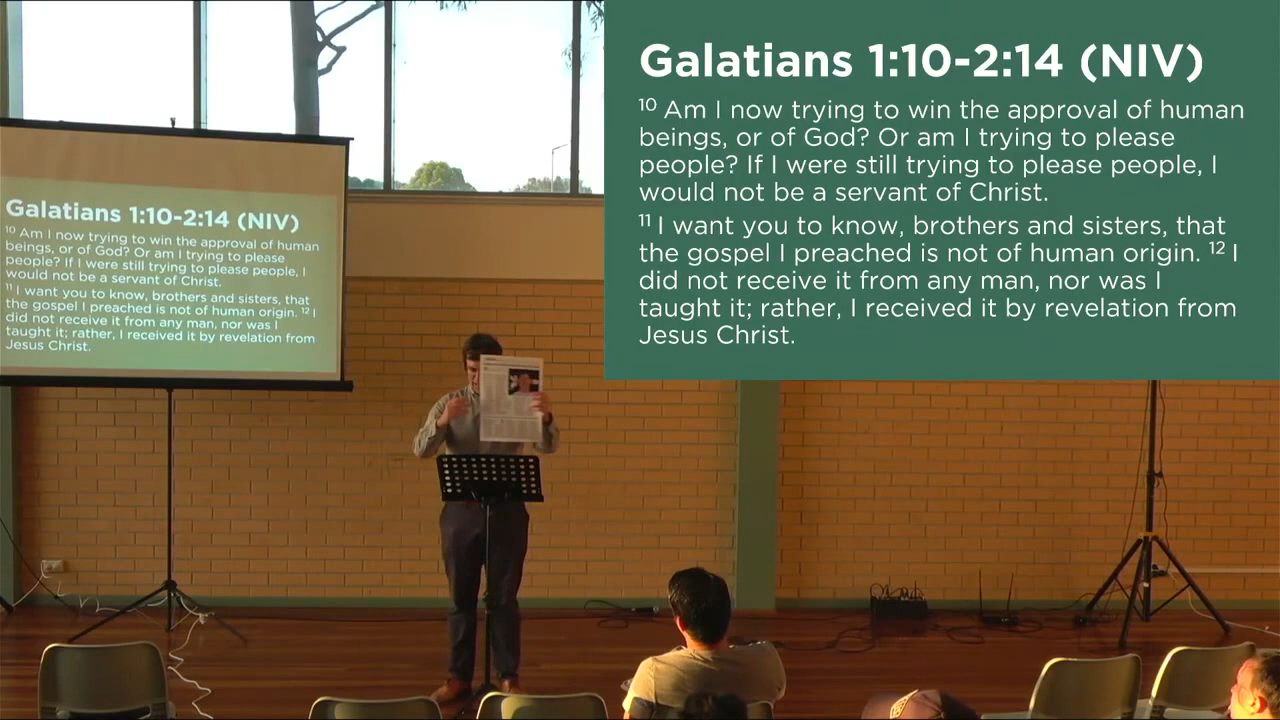 Galatians 1:10-2:14 (NIV)
10 Am I now trying to win the approval of human
beings, or of God? Or am I trying to please
people? If I were still trying to please people, I
would not be a servant of Christ.
11 I want you to know, brothers and sisters, that
the gospel I preached is not of human origin. 12 I
did not receive it from any man, nor was I
taught it; rather, I received it by revelation from
Jesus Christ.
Galatians 1:10-2:14 (NIV)
10 Am I now trying to win the approval of human
beings, or of God? Or am I trying to please
people? If I were still trying to please people, I
would not be a servant of Christ.
11 I want you to know, brothers and sisters, that
the gospel I preached is not of human origin. 12 I
did not receive it from any man, nor was I
taught it; rather, I received it by revelation from
Jesus Christ.